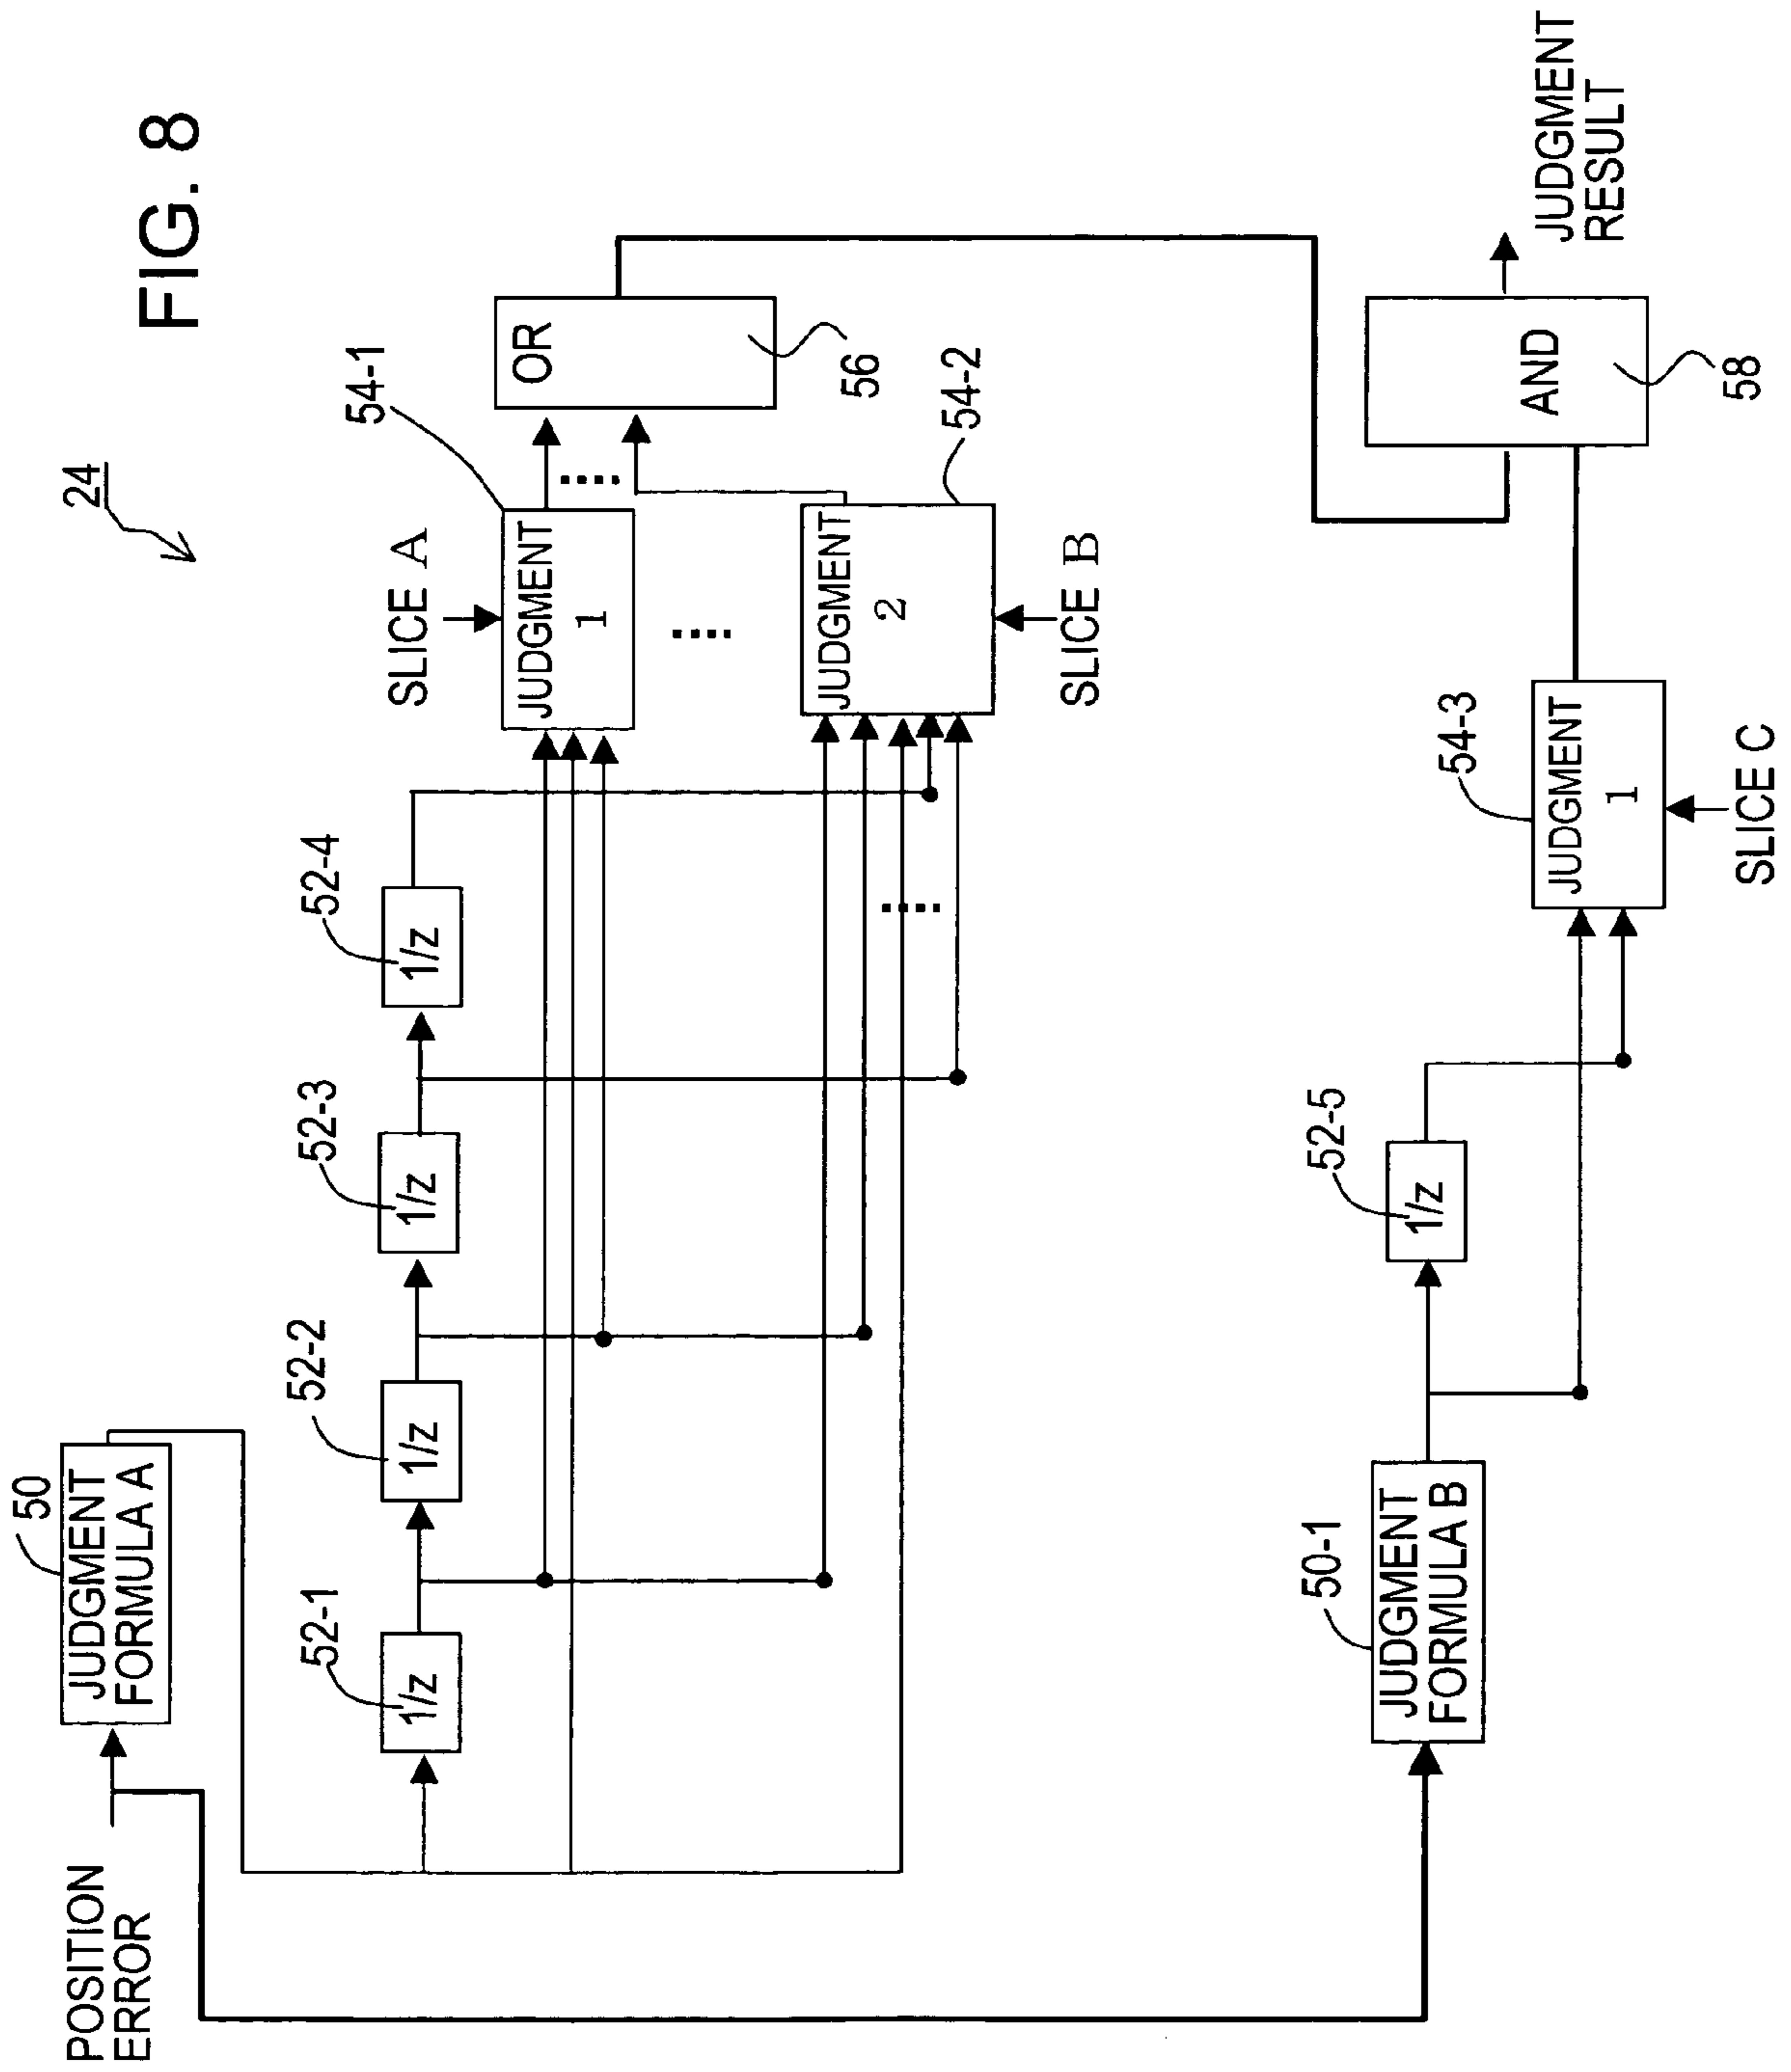 FIG. 8
24
POSITION
ERROR
50
JUDGMENT
FORMULA A
52-1
1/z
52-2
1/z
52-3
1/z
52-4
1/z
SLICE A
54-1
JUDGMENT
1
OR
56
JUDGMENT
2
54-2
SLICE B
50-1
JUDGMENT
FORMULA B
52-5
1/z
54-3
JUDGMENT
1
SLICE C
AND
58
JUDGMENT
RESULT